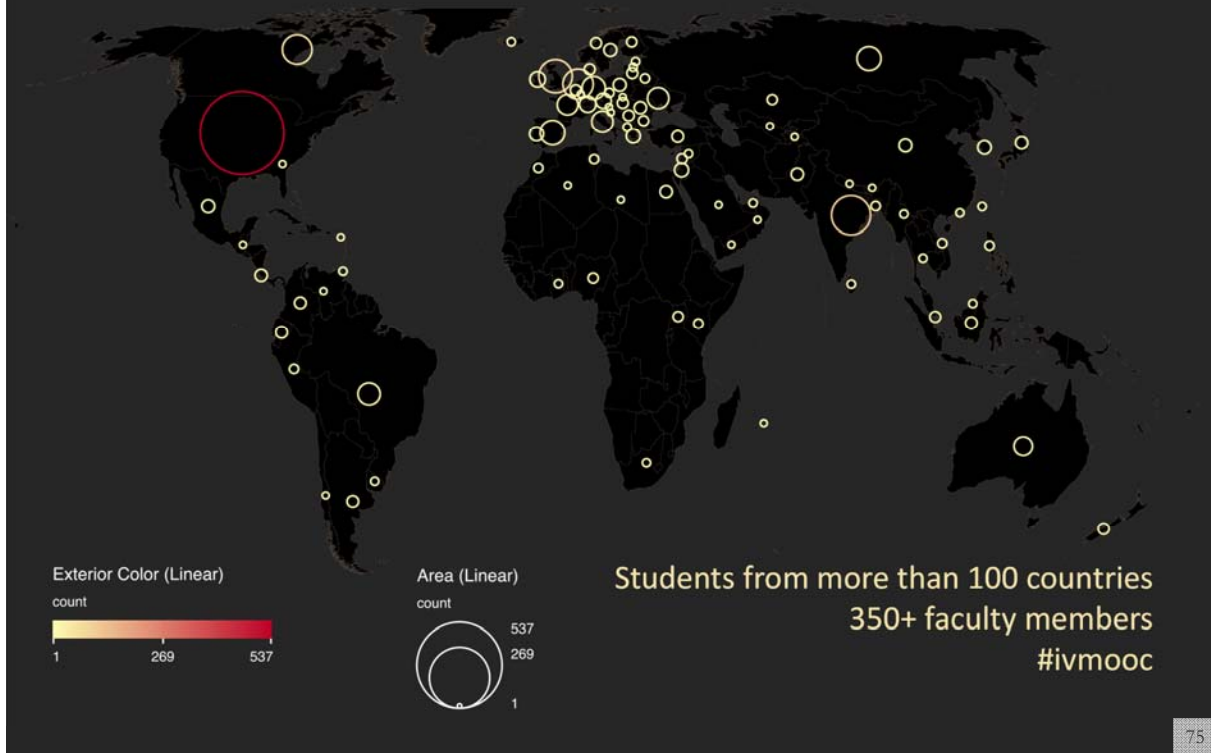 Exterior Color (Linear)
count
1 269 537
Area (Linear)
count
537
269
1
Students from more than 100 countries
350+ faculty members
#ivmooc
75